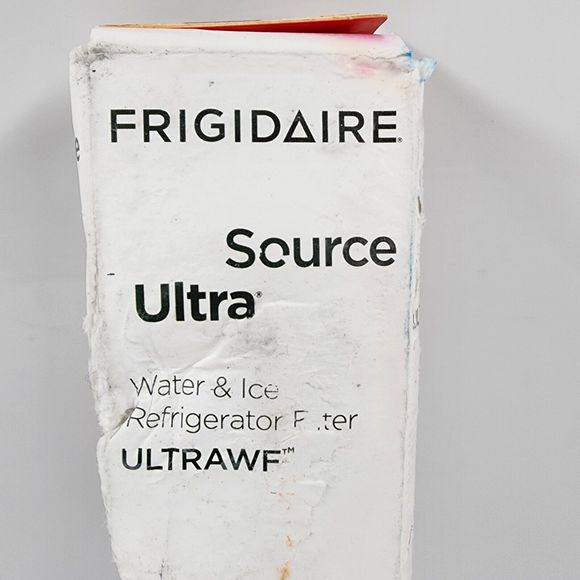 FRIGIDAIRE®
Source
Ultra®
Water & Ice
Refrigerator
ULTRAWF™